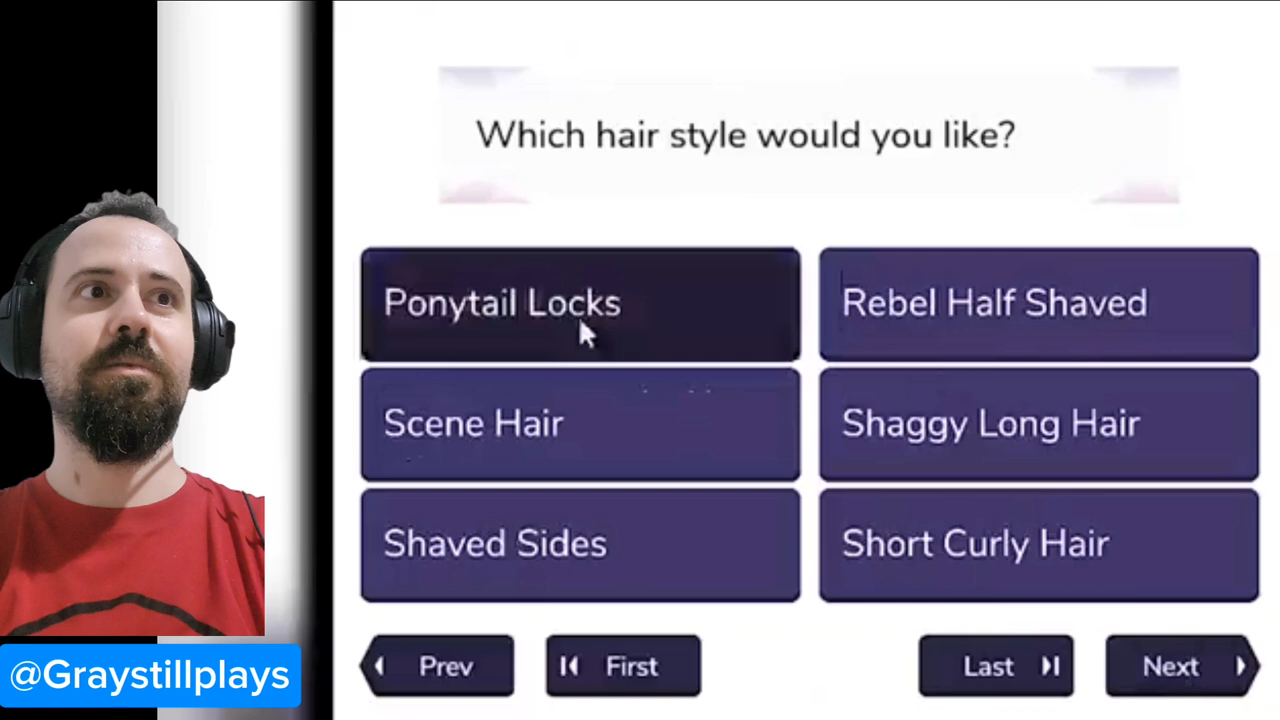 Which hair style would you like?
Ponytail Locks
Rebel Half Shaved
Scene Hair
Shaggy Long Hair
Shaved Sides
Short Curly Hair
Prev
First
Last
Next
@Graystillplays